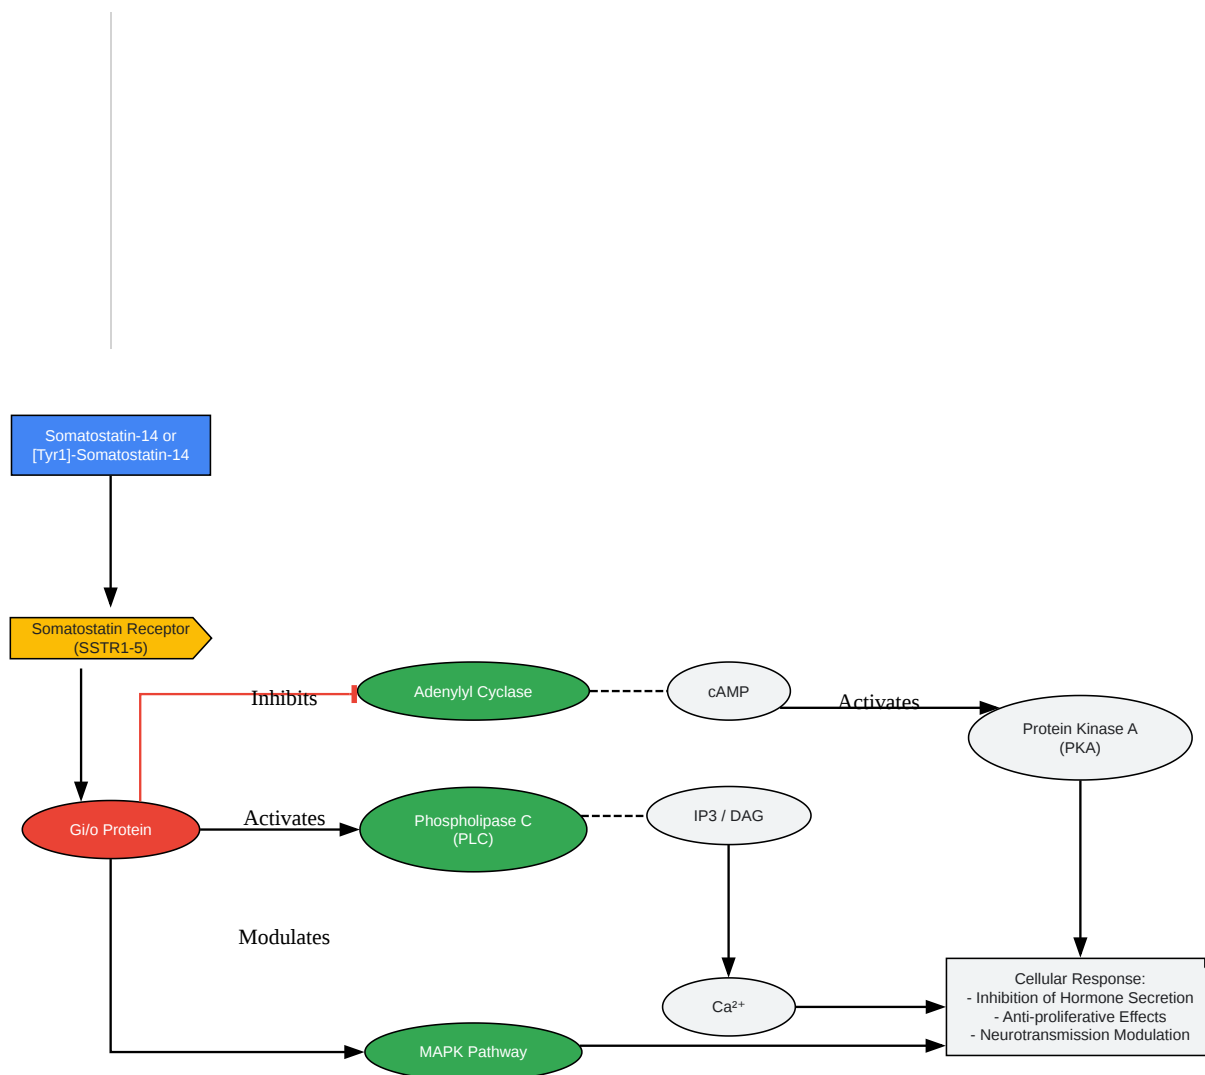 Somatostatin-14 or
[Tyr1]-Somatostatin-14
Somatostatin Receptor
(SSTR1-5)
Inhibits
Adenylyl Cyclase
cAMP
Activates
Protein Kinase A
(PKA)
Gi/o Protein
Activates
Phospholipase C
(PLC)
IP3 / DAG
Modulates
Ca²⁺
Cellular Response:
- Inhibition of Hormone Secretion
- Anti-proliferative Effects
- Neurotransmission Modulation
MAPK Pathway